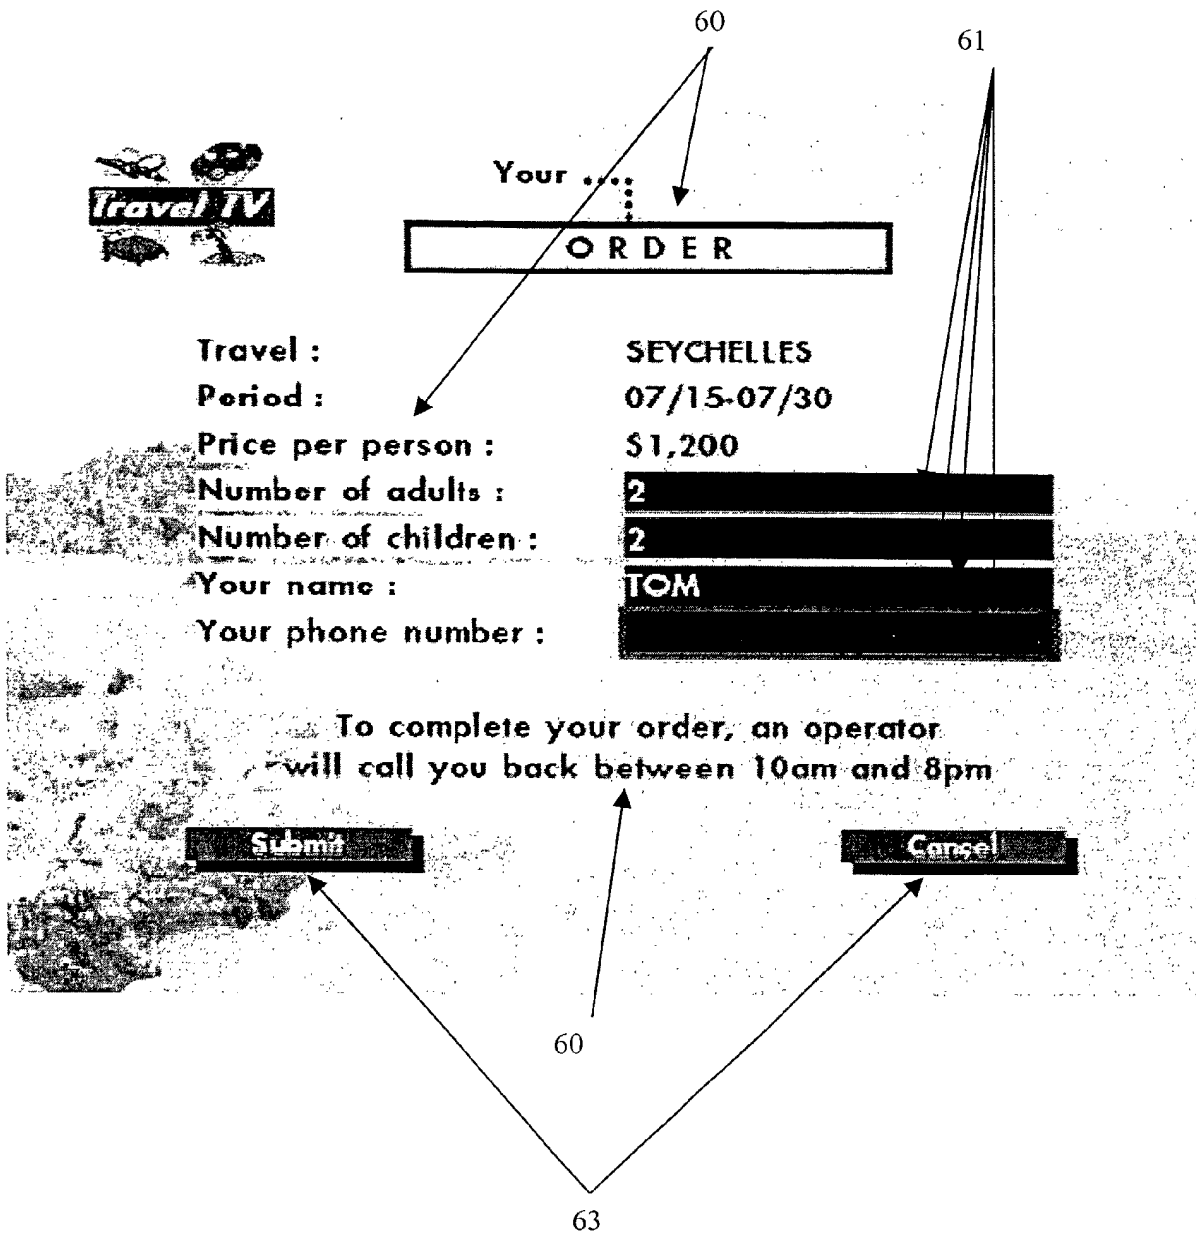 60
61
Your
Travel TV
ORDER
Travel : SEYCHELLES
Period : 07/15-07/30
Price per person : $1,200
Number of adults : 2
Number of children : 2
Your name : TOM
Your phone number :
To complete your order, an operator
will call you back between 10am and 8pm
Submit Cancel
60
63